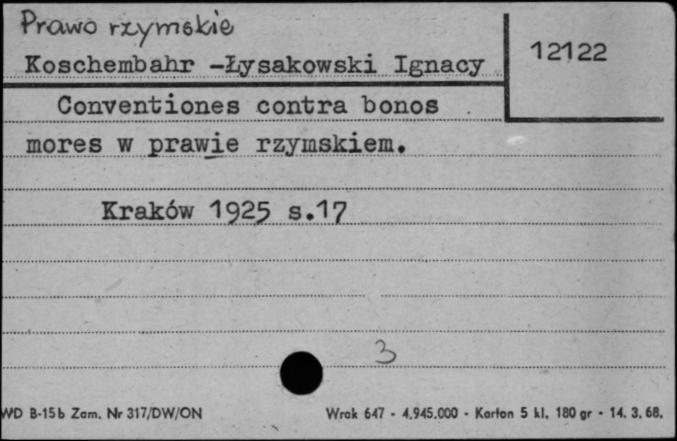 Prawo rzymskie
Koschembahr -Łysakowski Ignacy
12122
Conventiones contra bonos
mores w prawie rzymskiem.
Kraków 1925 s.17
3
WD B-15b Zam. Nr 317/DW/ON
Wrak 647 - 4.945.000 - Karton 5 kl. 180 gr - 14. 3. 68.